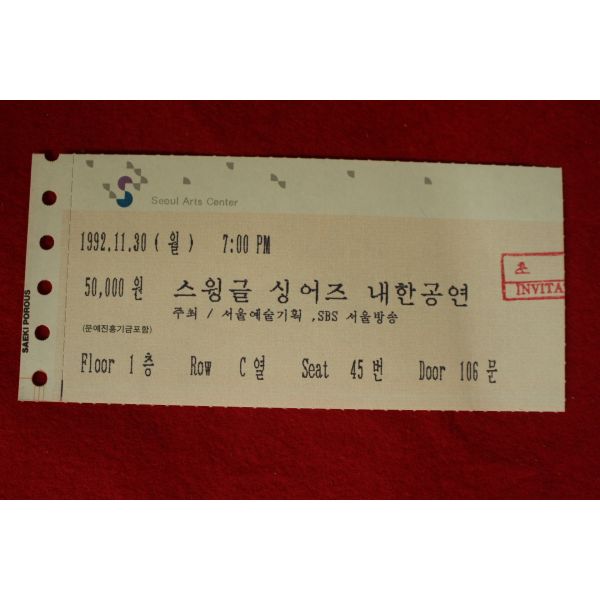 Seoul Arts Center
1992.11.30 ( 월 ) 7:00 PM
50,000 원 스윙글 싱어즈 내한공연
주최 / 서울예술기획 ,SBS 서울방송
(문예진흥기금포함)
Floor 1 층 Row C 열 Seat 45 번 Door 106 문
초
INVITA
SAEKI POROUS